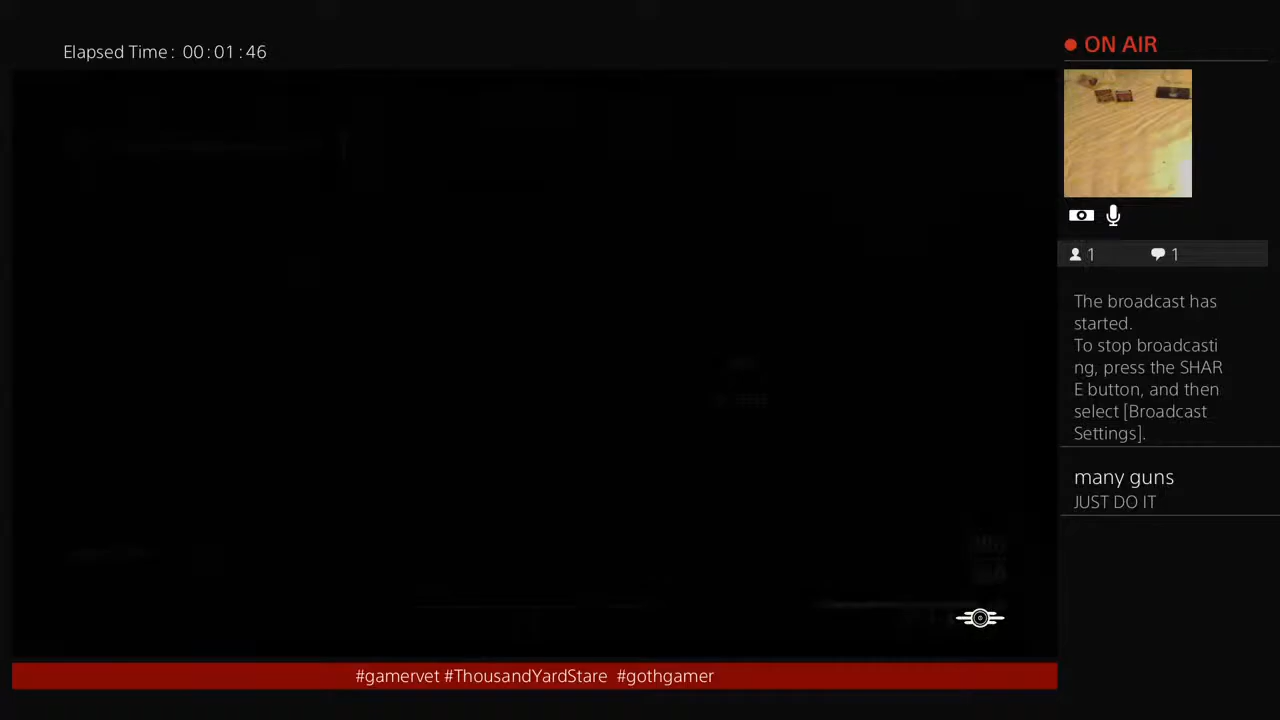 Elapsed Time: 00:01:46
ON AIR
1
1
The broadcast has
started.
To stop broadcasti
ng, press the SHAR
E button, and then
select [Broadcast
Settings].
many guns
JUST DO IT
#gamervet #ThousandYardStare #gothgamer